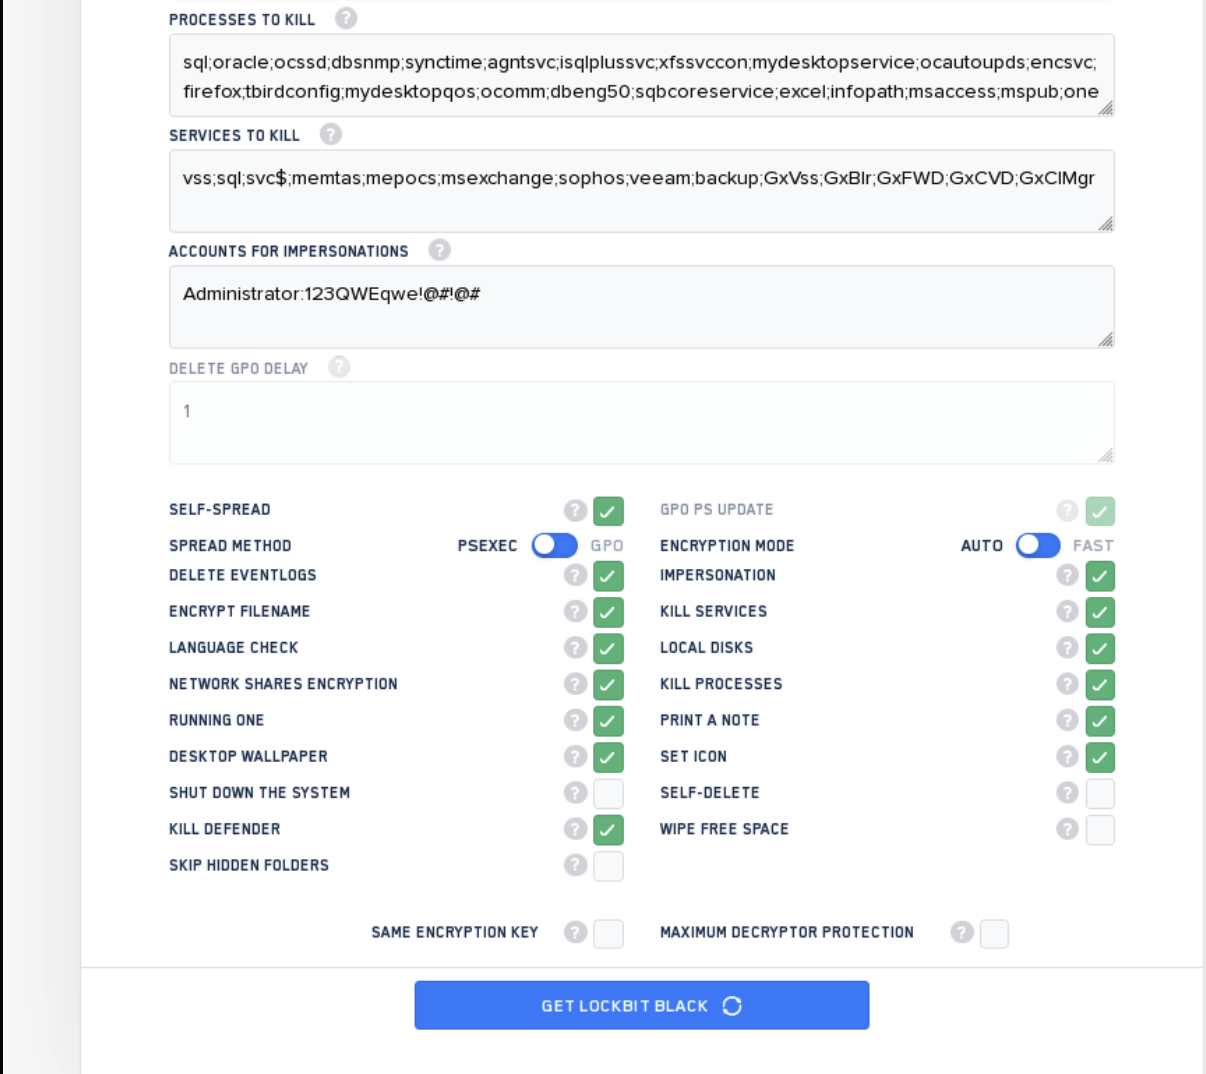 PROCESSES TO KILL ?
sql;oracle;ocssd;dbsnmp;synctime;agntsvc;isqlplussvc;xfssvccon;mydesktopservice;ocautoupds;encsvc;
firefox;tbirdconfig;mydesktopqos;ocomm;dbeng50;sqbcoreservice;excel;infopath;msaccess;mspub;one
SERVICES TO KILL ?
vss;sql;svc$;memtas;mepocs;msexchange;sophos;veeam;backup;GxVss;GxBlr;GxFWD;GxCVD;GxCIMgr
ACCOUNTS FOR IMPERSONATIONS ?
Administrator:123QWEqwe!@#!@#
DELETE GPO DELAY ?
1
SELF-SPREAD ? GPO PS UPDATE ?
SPREAD METHOD PSEXEC GPO ENCRYPTION MODE AUTO FAST
DELETE EVENTLOGS ? IMPERSONATION ?
ENCRYPT FILENAME ? KILL SERVICES ?
LANGUAGE CHECK ? LOCAL DISKS ?
NETWORK SHARES ENCRYPTION ? KILL PROCESSES ?
RUNNING ONE ? PRINT A NOTE ?
DESKTOP WALLPAPER ? SET ICON ?
SHUT DOWN THE SYSTEM ? SELF-DELETE ?
KILL DEFENDER ? WIPE FREE SPACE ?
SKIP HIDDEN FOLDERS ?
SAME ENCRYPTION KEY ? MAXIMUM DECRYPTOR PROTECTION ?
GET LOCKBIT BLACK